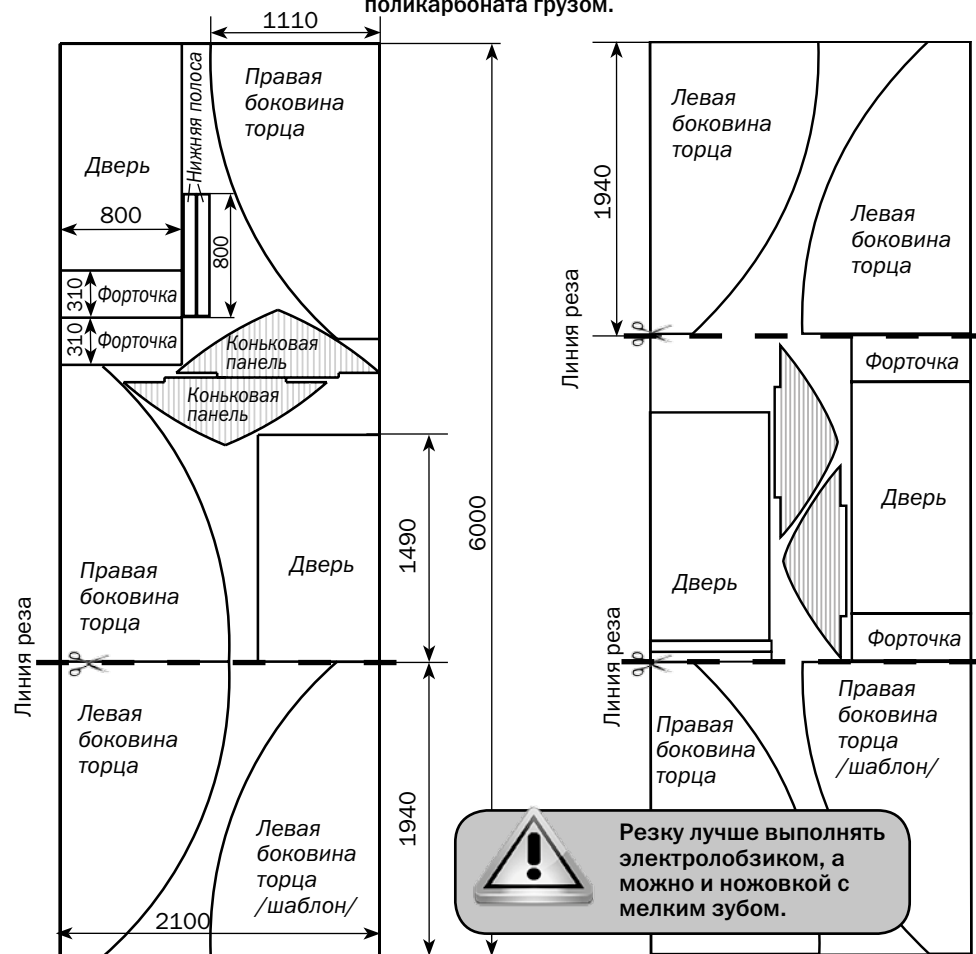 поликарбоната грузом.
1110
Дверь
800
Нижняя полоса
800
Правая
боковина
торца
310
Форточка
310
Форточка
Коньковая
панель
Коньковая
панель
Правая
боковина
торца
Дверь
1490
6000
Линия реза
Левая
боковина
торца
Левая
боковина
торца
/шаблон/
1940
2100
Левая
боковина
торца
1940
Левая
боковина
торца
Линия реза
Форточка
Дверь
Дверь
Форточка
Линия реза
Правая
боковина
торца
Правая
боковина
торца
/шаблон/
Резку лучше выполнять
электролобзиком, а
можно и ножовкой с
мелким зубом.